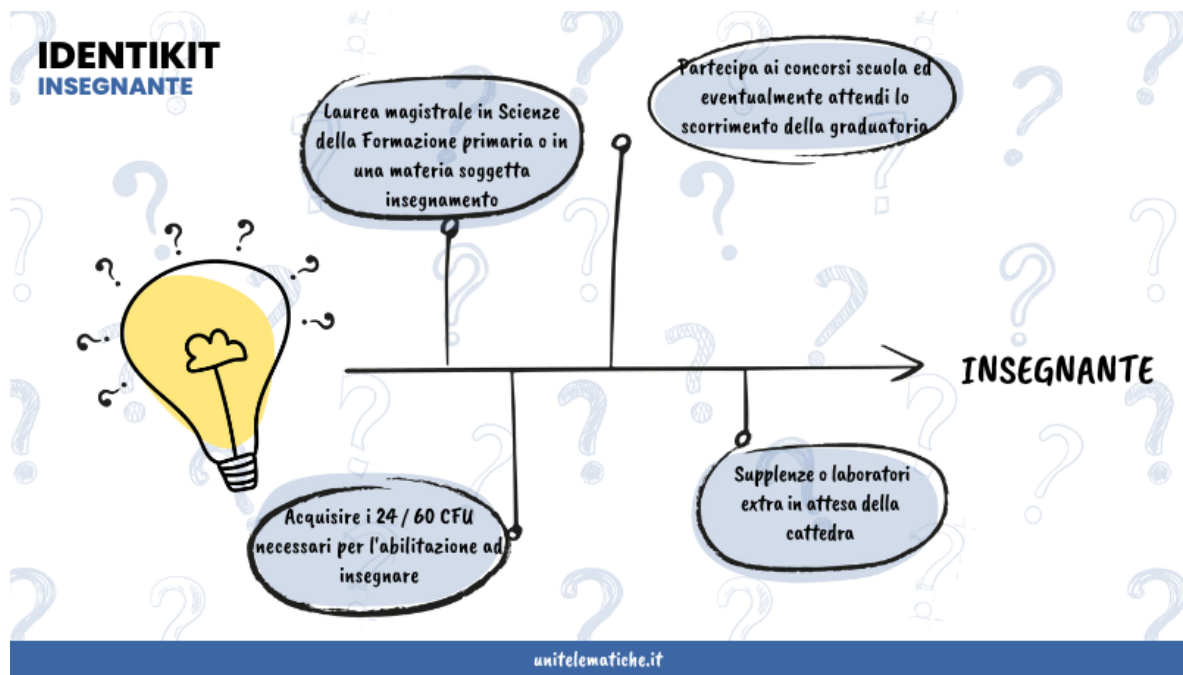 IDENTIKIT
INSEGNANTE
Laurea magistrale in Scienze
della Formazione primaria o in
una materia soggetta
insegnamento
Partecipa ai concorsi scuola ed
eventualmente attendi lo
scorrimento della graduatoria
INSEGNANTE
Acquisire i 24 / 60 CFU
necessari per l'abilitazione ad
insegnare
Supplenze o laboratori
extra in attesa della
cattedra
unitelematiche.it